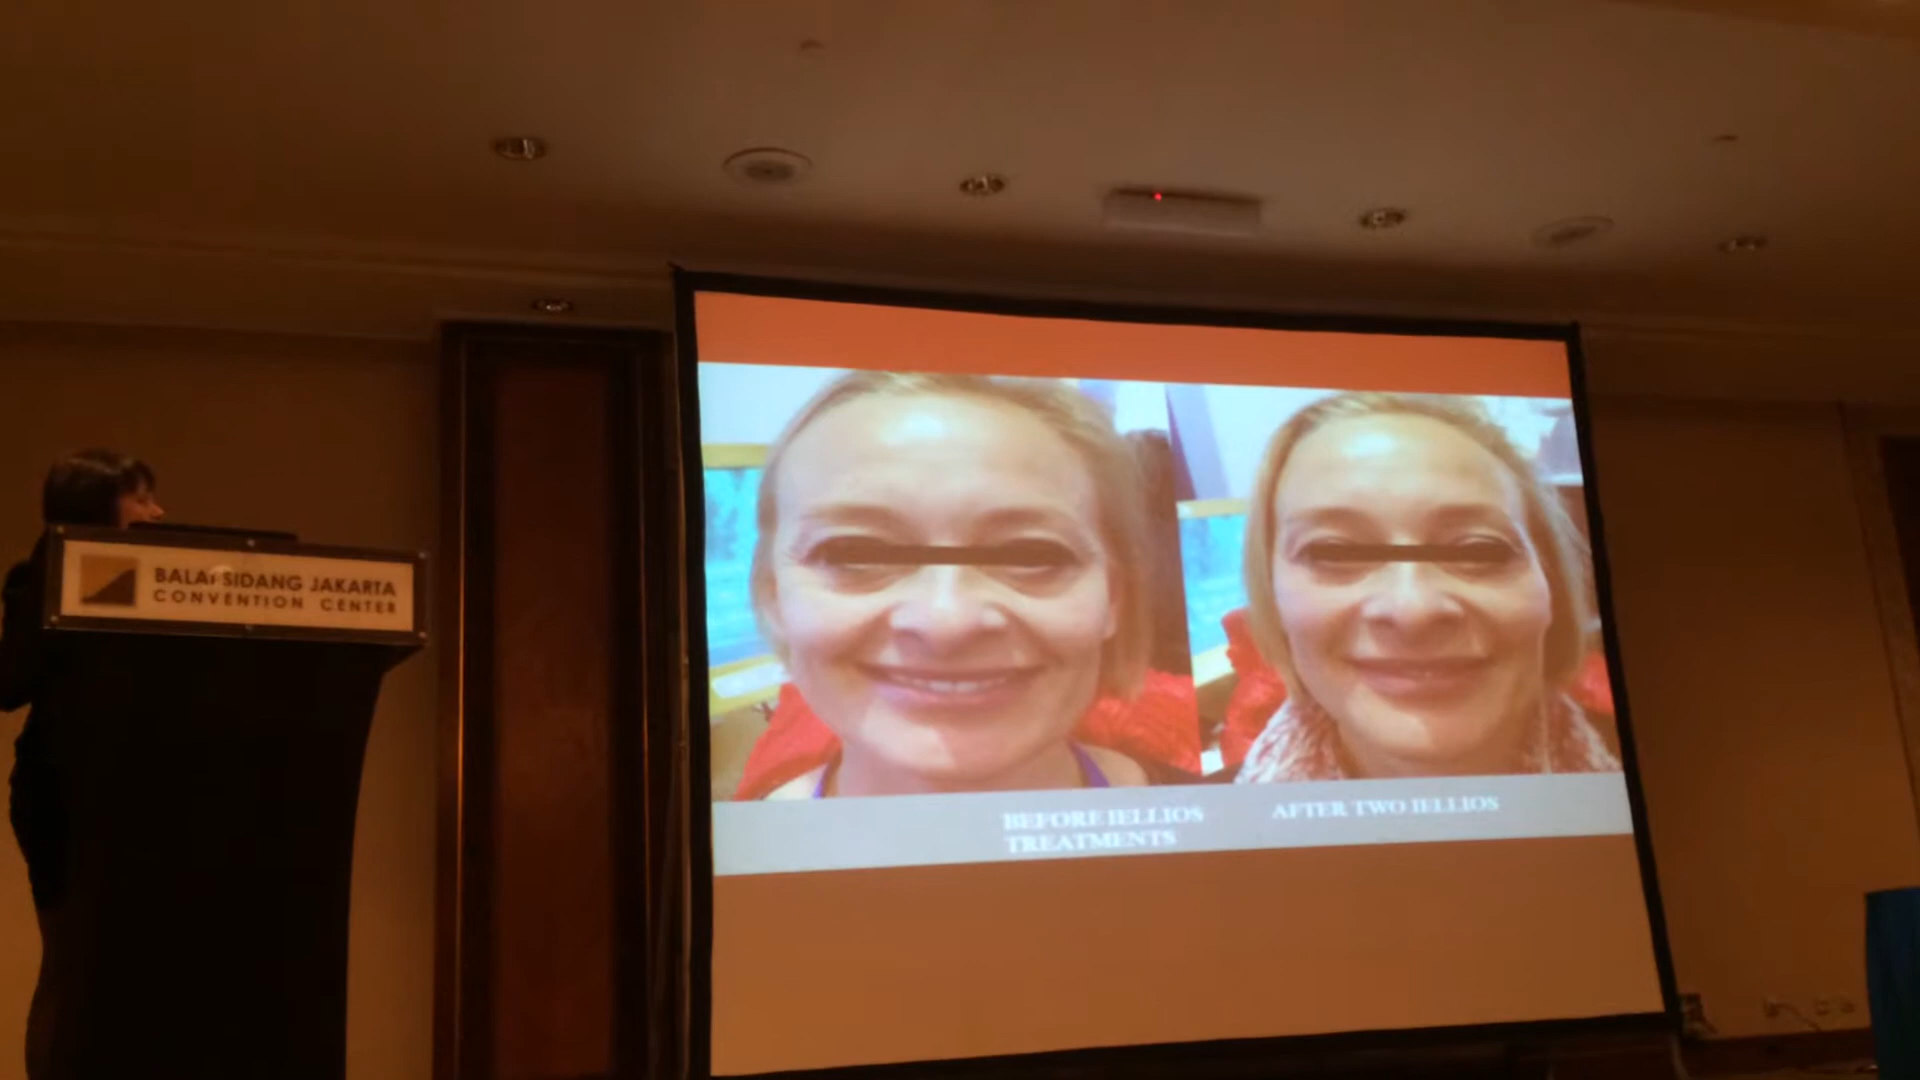 BALAI SIDANG JAKARTA
CONVENTION CENTER
BEFORE IELLIOS
TREATMENTS
AFTER TWO IELLIOS